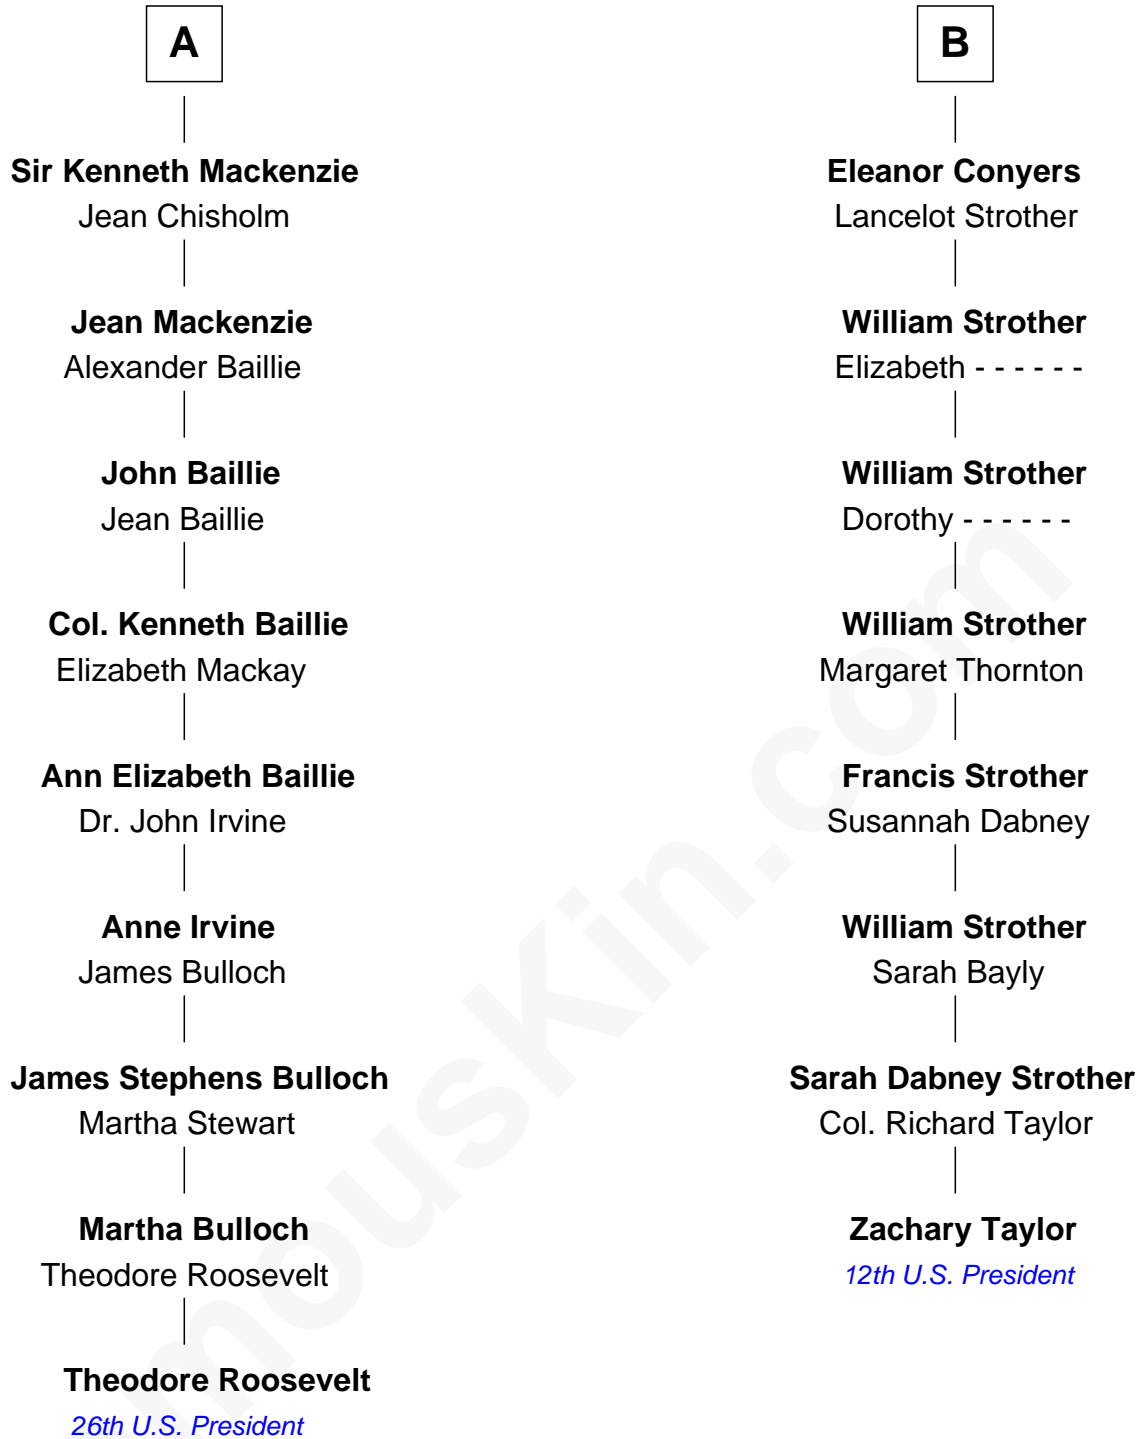 A
Sir Kenneth Mackenzie
Jean Chisholm
Jean Mackenzie
Alexander Baillie
John Baillie
Jean Baillie
Col. Kenneth Baillie
Elizabeth Mackay
Ann Elizabeth Baillie
Dr. John Irvine
Anne Irvine
James Bulloch
James Stephens Bulloch
Martha Stewart
Martha Bulloch
Theodore Roosevelt
Theodore Roosevelt
26th U.S. President
B
Eleanor Conyers
Lancelot Strother
William Strother
Elizabeth - - - - - -
William Strother
Dorothy - - - - - -
William Strother
Margaret Thornton
Francis Strother
Susannah Dabney
William Strother
Sarah Bayly
Sarah Dabney Strother
Col. Richard Taylor
Zachary Taylor
12th U.S. President
mousKin.com